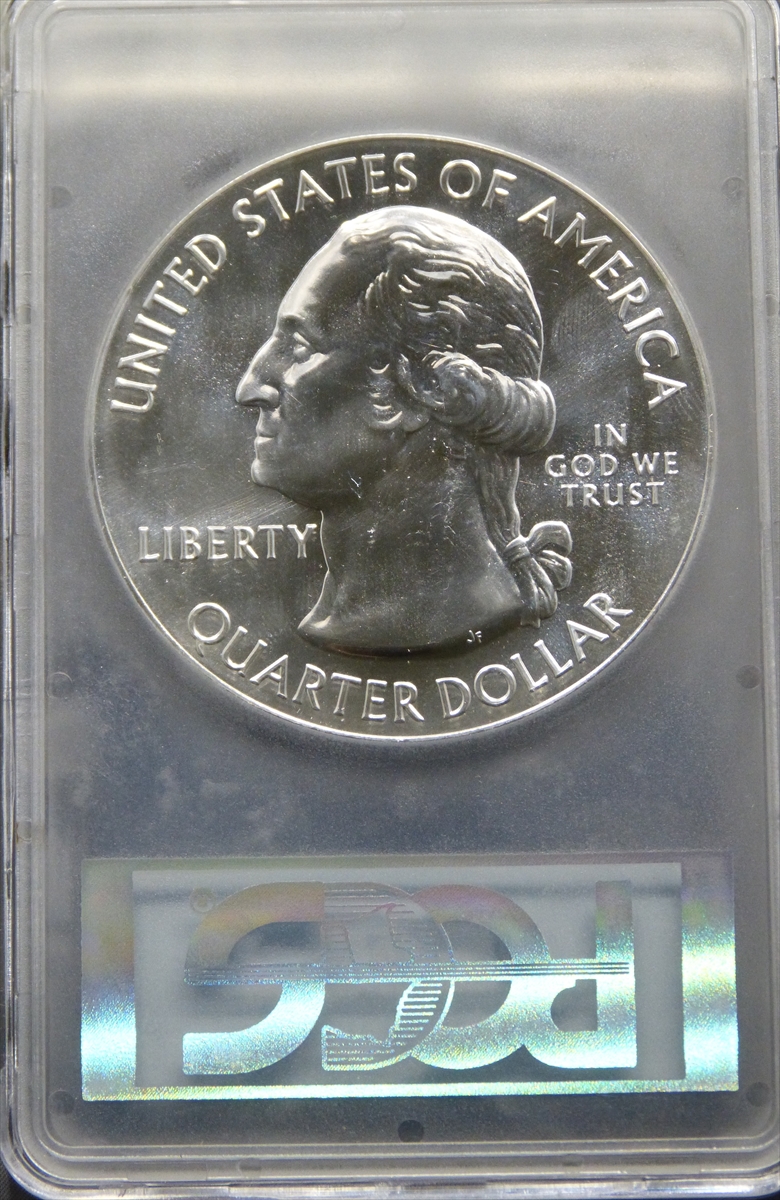 UNITED STATES OF AMERICA
IN
GOD WE
TRUST
LIBERTY
JF
QUARTER DOLLAR
PCGS